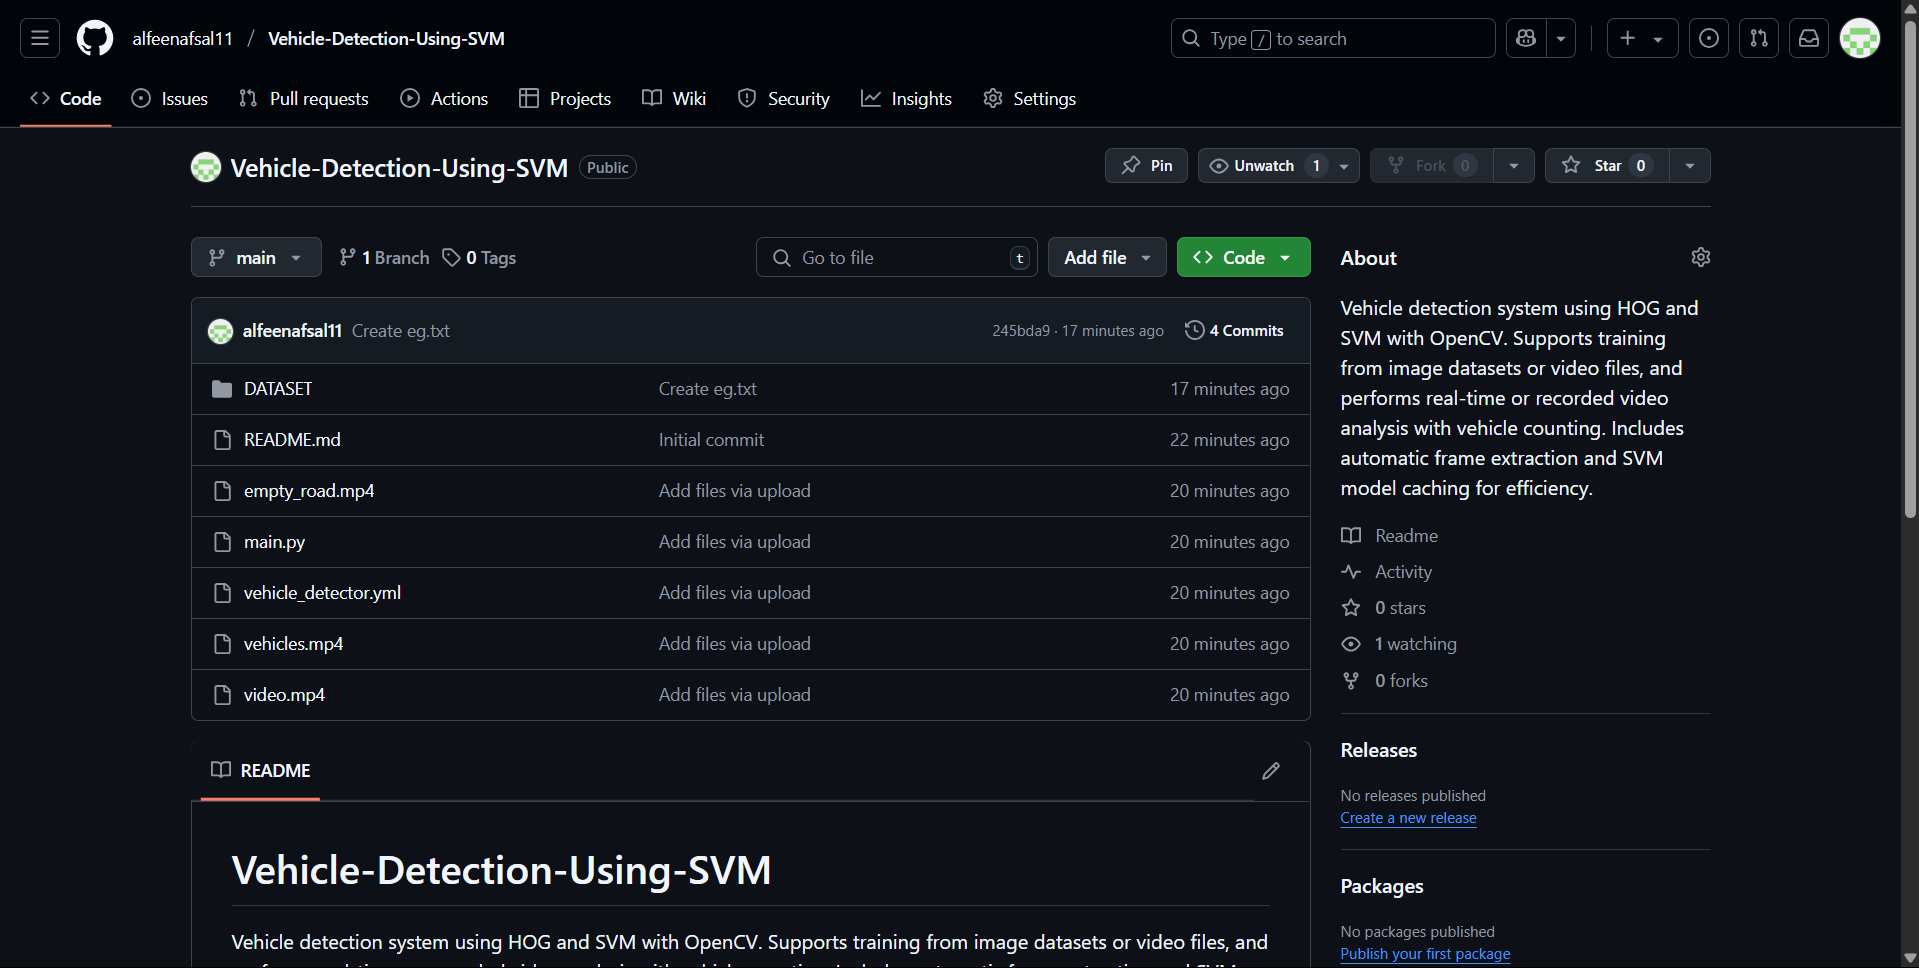 alfeenafsal11 / Vehicle-Detection-Using-SVM
Type / to search
Code
Issues
Pull requests
Actions
Projects
Wiki
Security
Insights
Settings
Vehicle-Detection-Using-SVM Public
Pin
Unwatch 1
Fork 0
Star 0
main
1 Branch
0 Tags
Go to file t
Add file
Code
alfeenafsal11 Create eg.txt 245bda9 · 17 minutes ago 4 Commits
DATASET Create eg.txt 17 minutes ago
README.md Initial commit 22 minutes ago
empty_road.mp4 Add files via upload 20 minutes ago
main.py Add files via upload 20 minutes ago
vehicle_detector.yml Add files via upload 20 minutes ago
vehicles.mp4 Add files via upload 20 minutes ago
video.mp4 Add files via upload 20 minutes ago
README
Vehicle-Detection-Using-SVM
Vehicle detection system using HOG and SVM with OpenCV. Supports training from image datasets or video files, and
About
Vehicle detection system using HOG and
SVM with OpenCV. Supports training
from image datasets or video files, and
performs real-time or recorded video
analysis with vehicle counting. Includes
automatic frame extraction and SVM
model caching for efficiency.
Readme
Activity
0 stars
1 watching
0 forks
Releases
No releases published
Create a new release
Packages
No packages published
Publish your first package